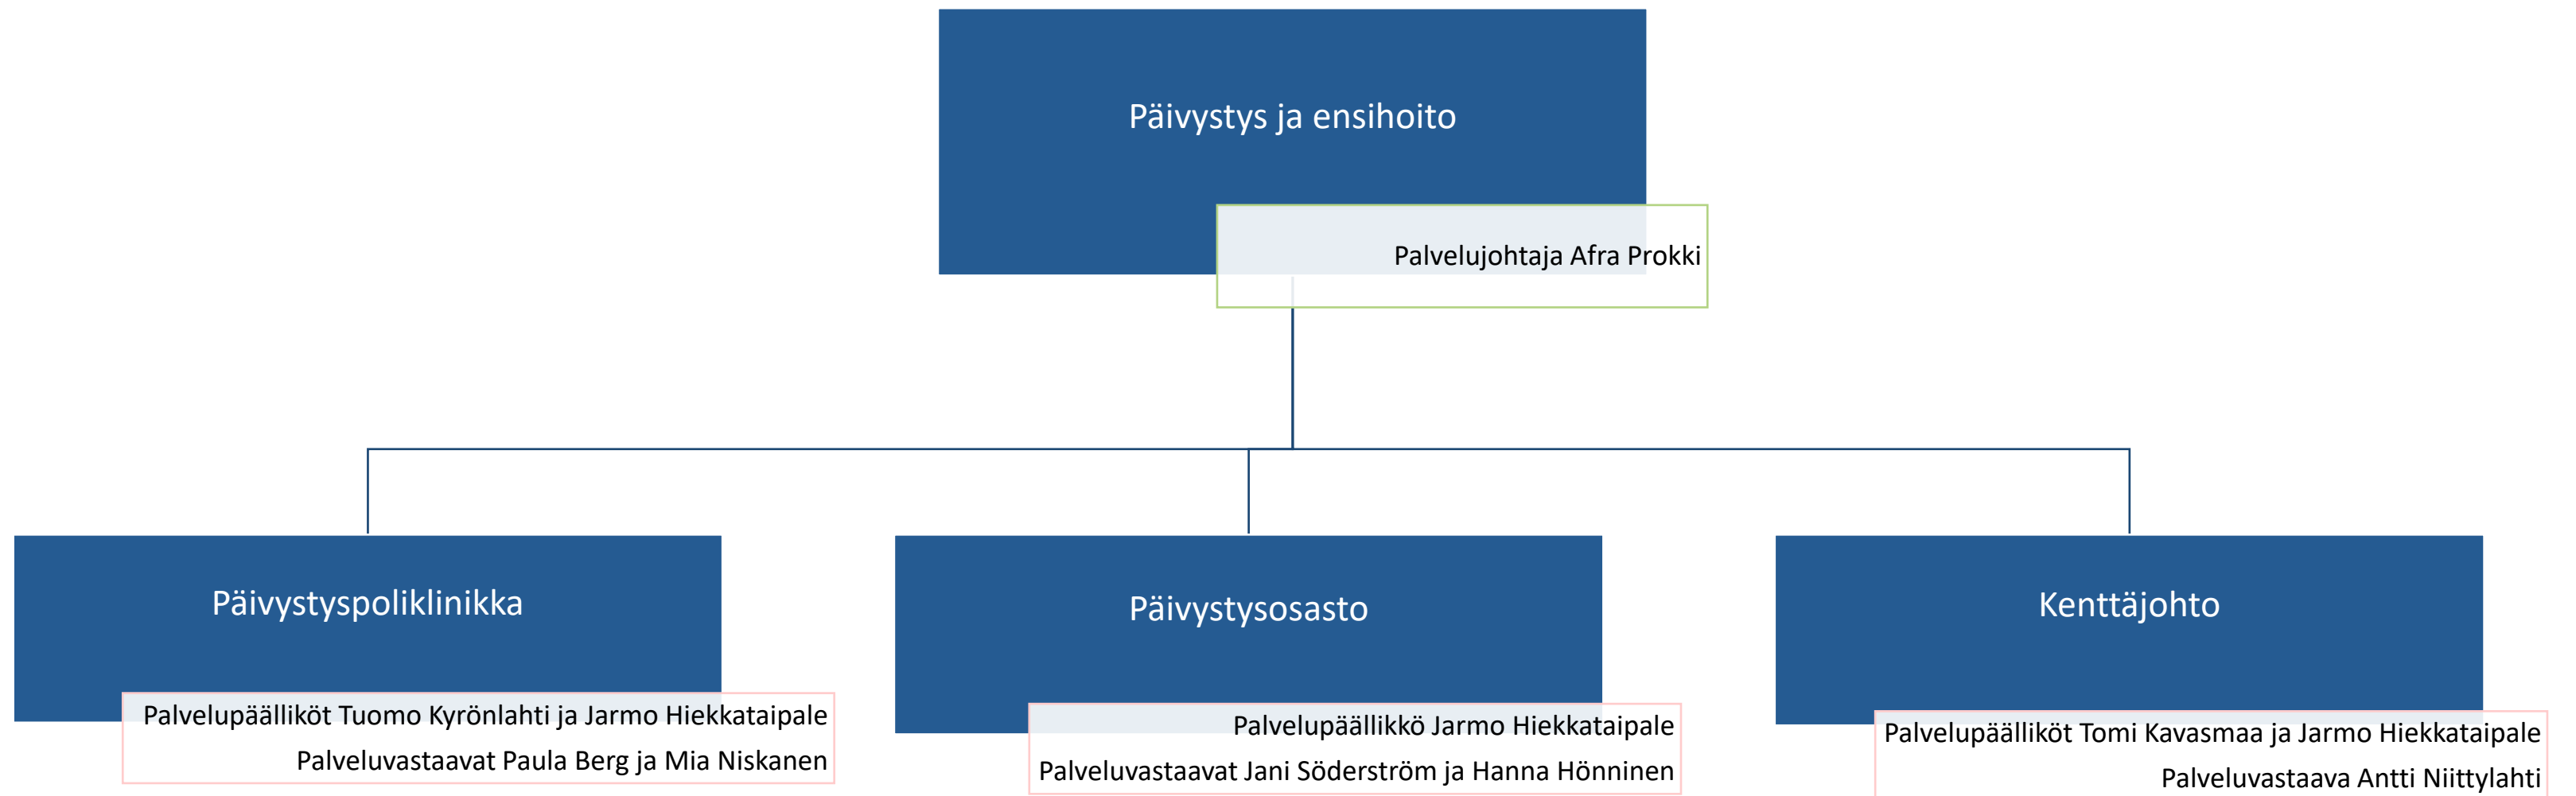 Päivystys ja ensihoito
Palvelujohtaja Afra Prokki
Päivystyspoliklinikka
Palvelupäälliköt Tuomo Kyrönlahti ja Jarmo Hiekkataipale
Palveluvastaavat Paula Berg ja Mia Niskanen
Päivystysosasto
Palvelupäällikkö Jarmo Hiekkataipale
Palveluvastaavat Jani Söderström ja Hanna Hönninen
Kenttäjohto
Palvelupäälliköt Tomi Kavasmaa ja Jarmo Hiekkataipale
Palveluvastaava Antti Niittylahti